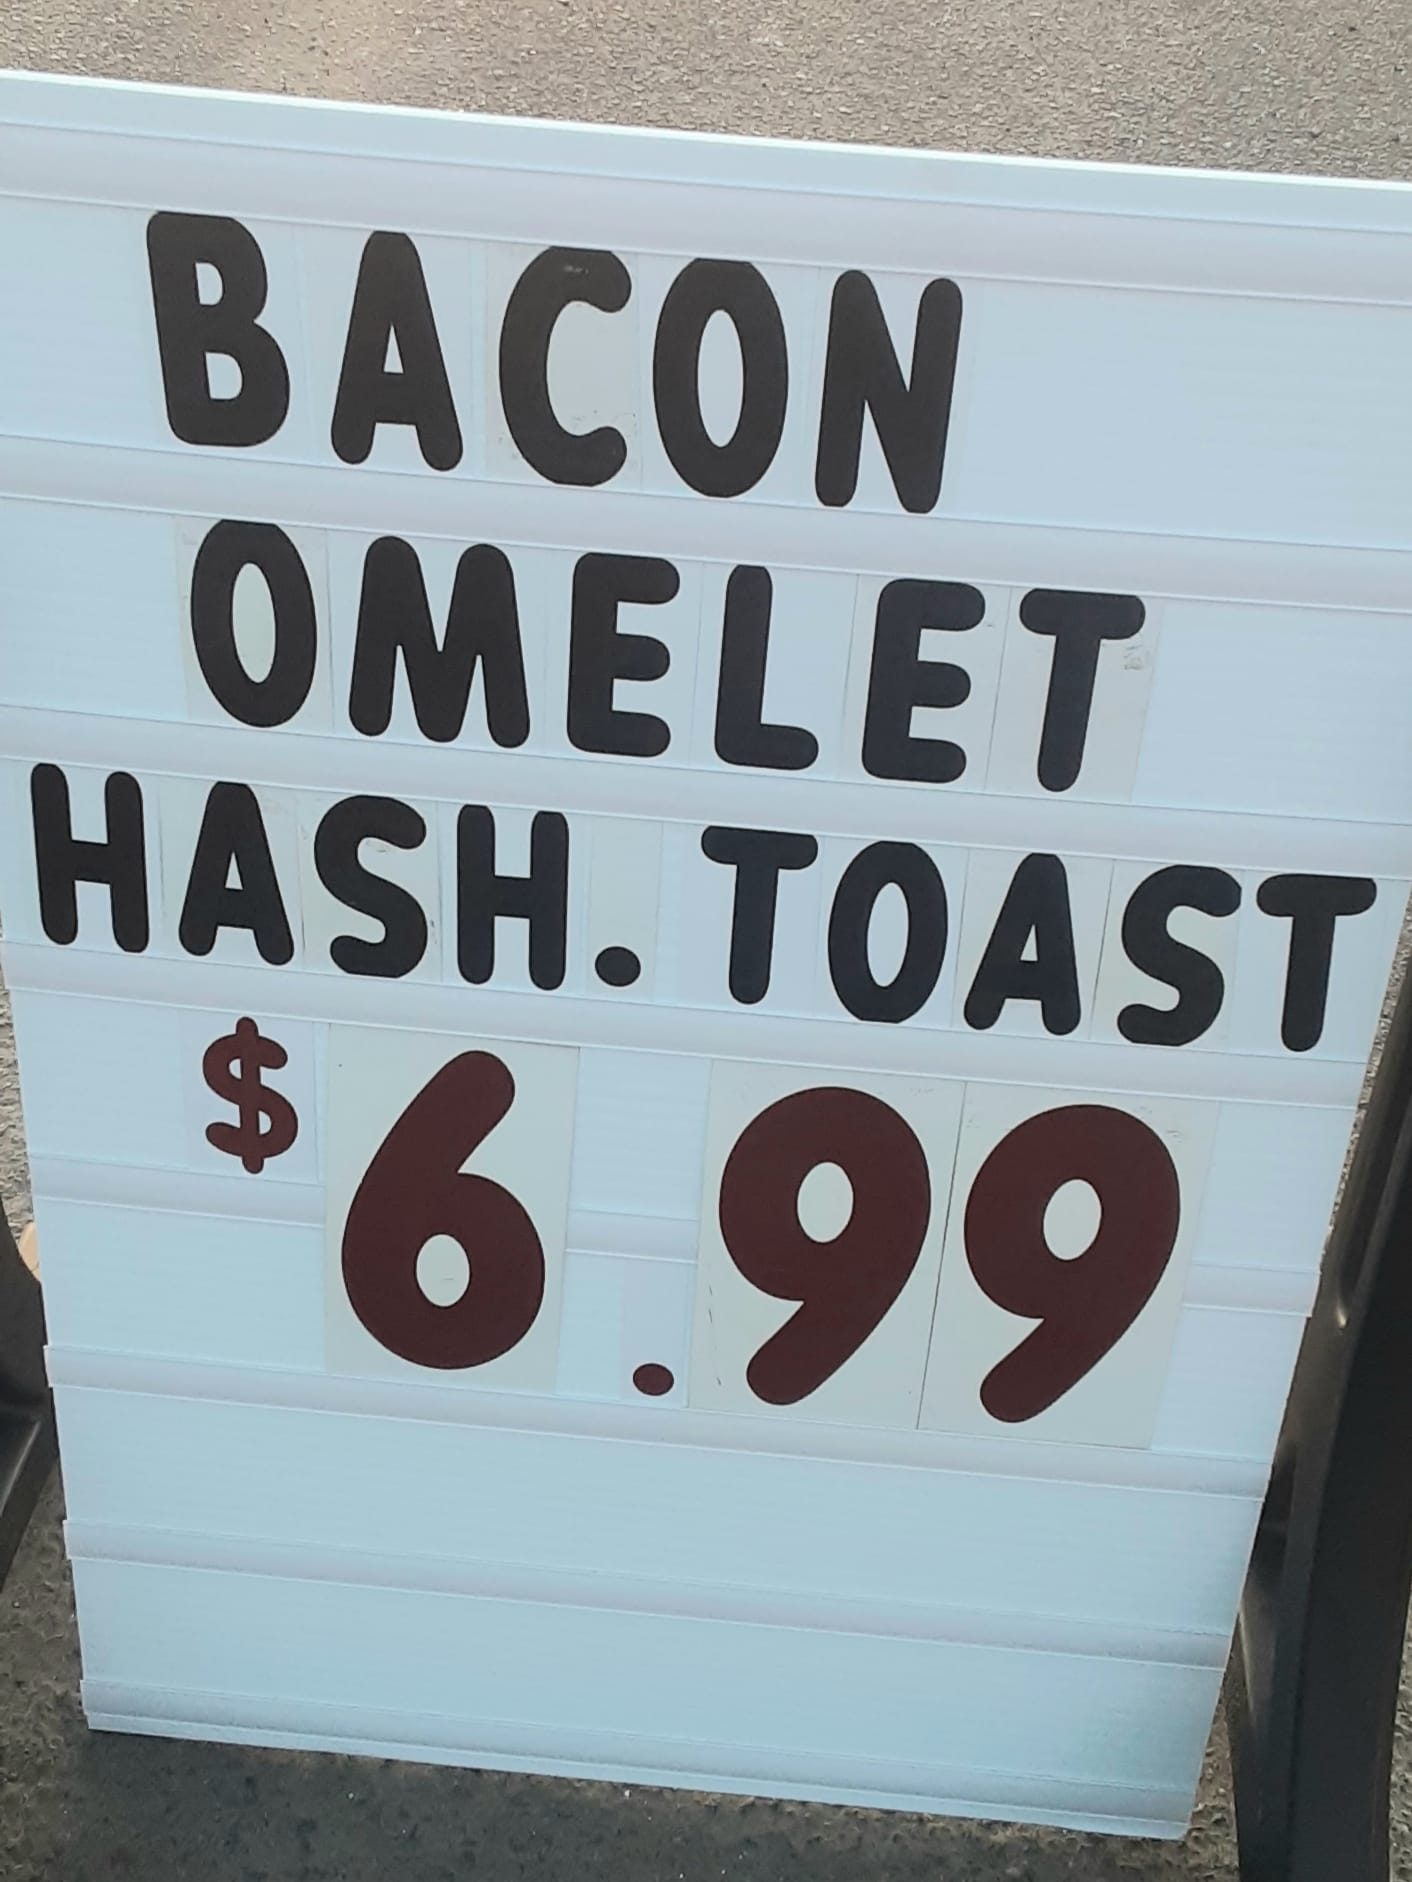 BACON
OMELET
HASH. TOAST
$6.99